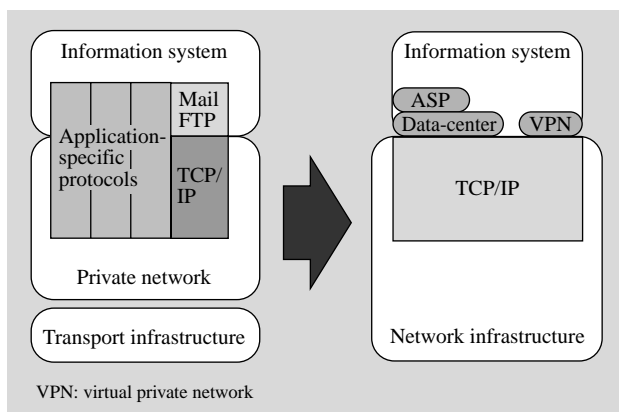 Information system
Mail
FTP
Application-
specific
protocols
TCP/
IP
Private network
Transport infrastructure
Information system
ASP
Data-center
VPN
TCP/IP
Network infrastructure
VPN: virtual private network